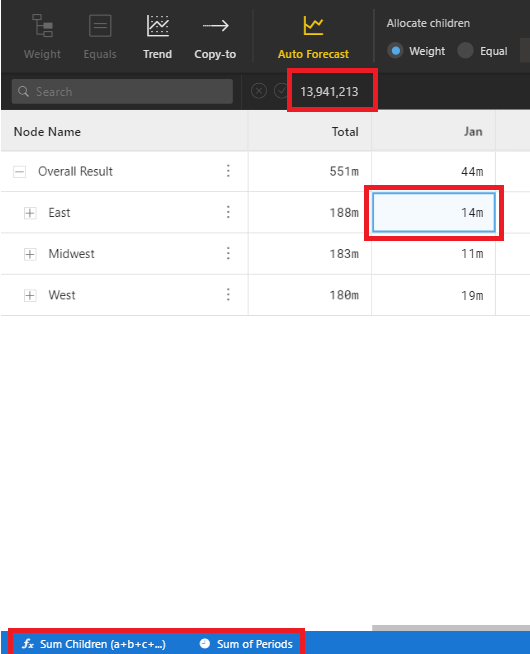 Allocate children
Weight Equals Trend Copy-to Auto Forecast Weight Equal
Search 13,941,213
Node Name Total Jan
Overall Result 551m 44m
East 188m 14m
Midwest 183m 11m
West 180m 19m
fx Sum Children (a+b+c+...) Sum of Periods